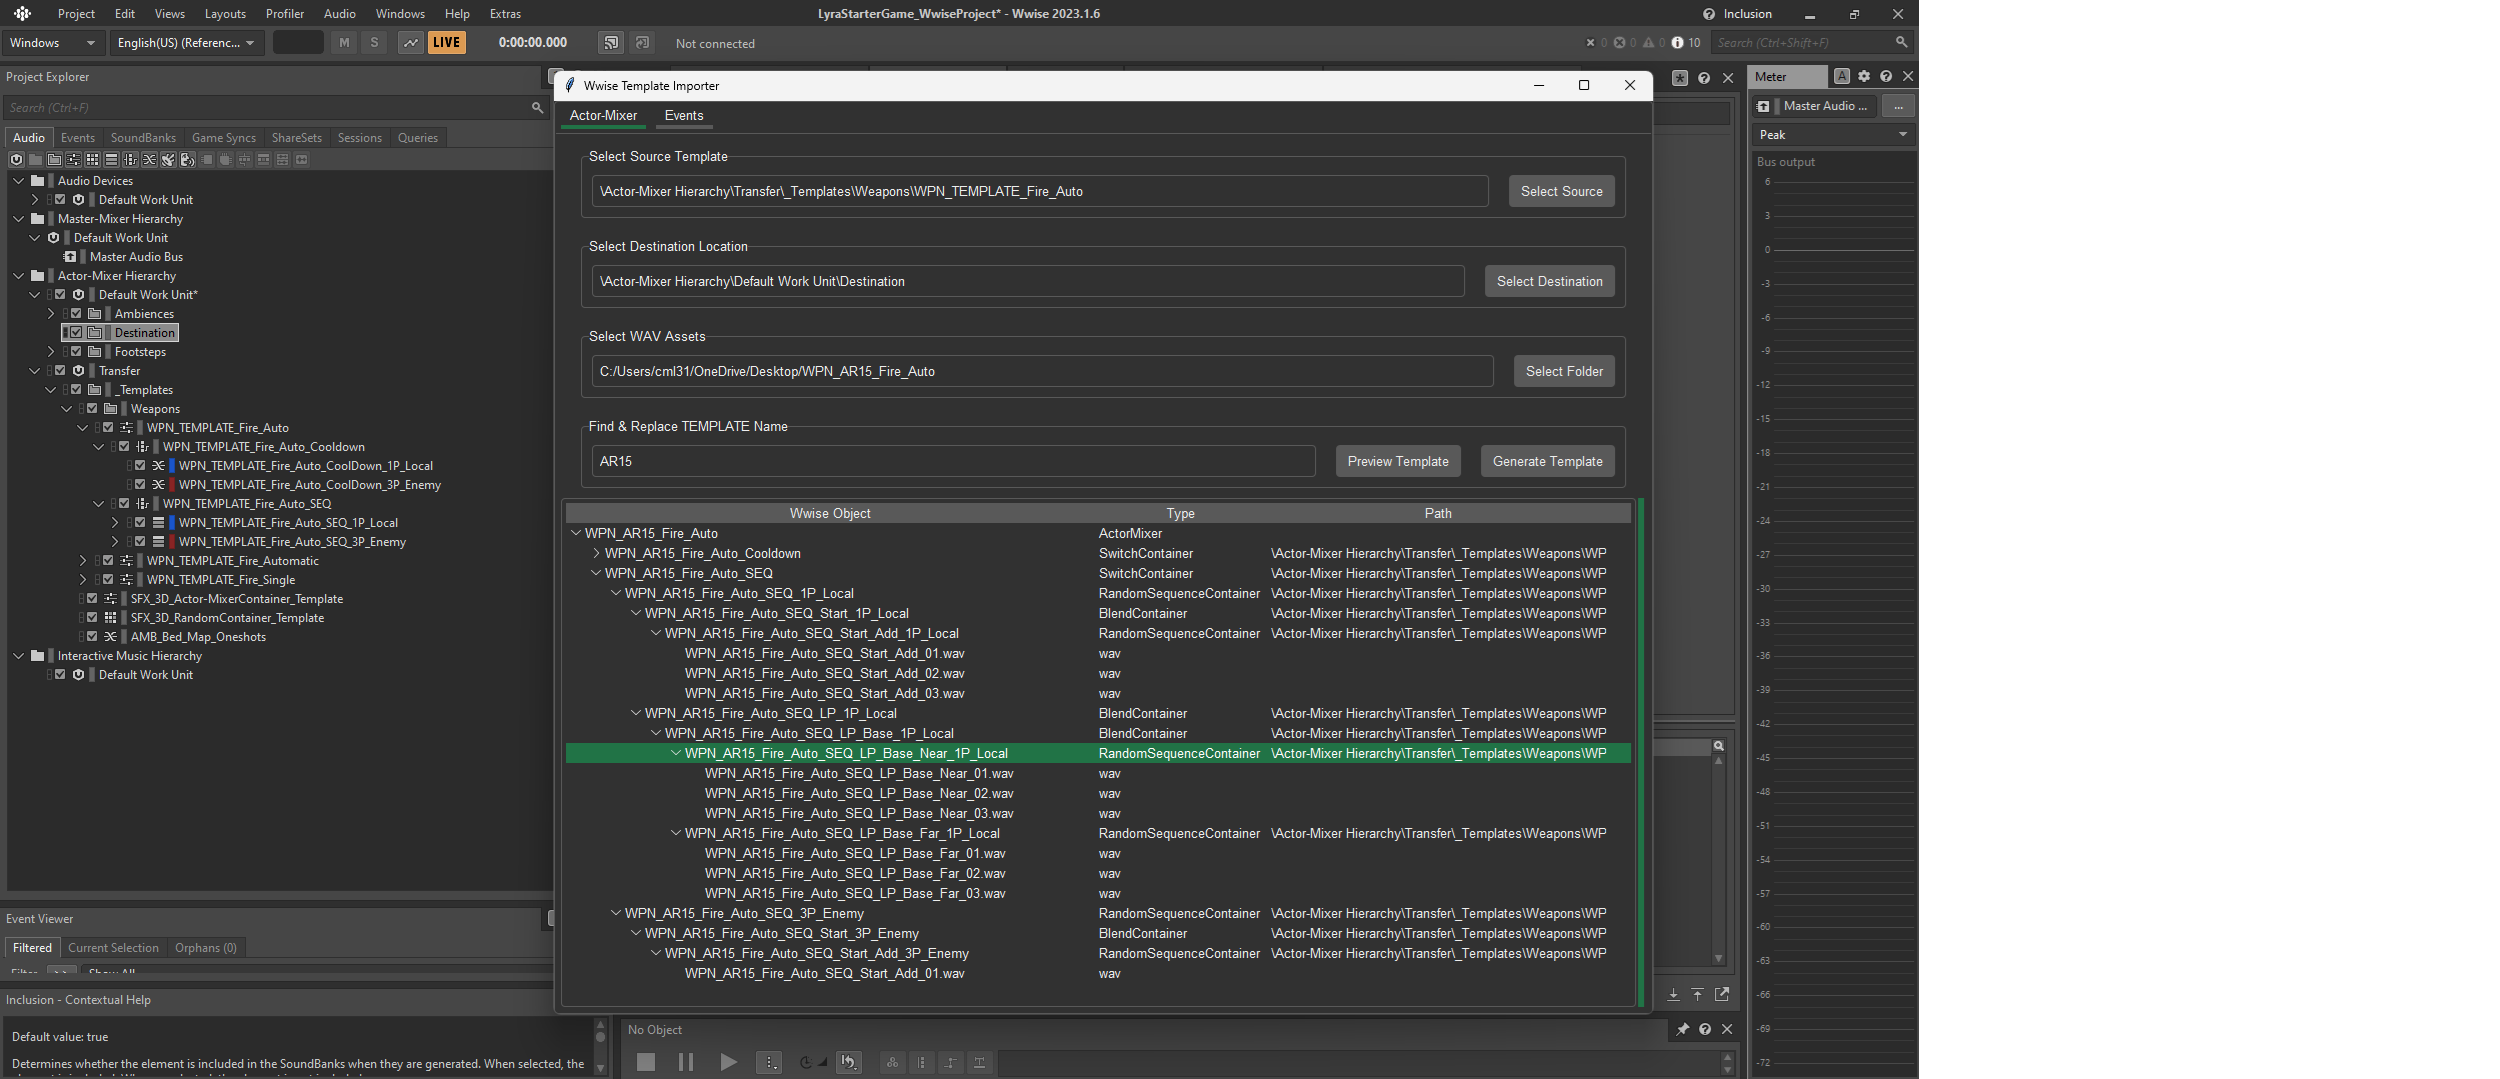 Project Edit Views Layouts Profiler Audio Windows Help Extras
LyraStarterGame_WwiseProject* - Wwise 2023.1.6
Inclusion
Windows
English(US) (Referenc...
M S
LIVE
0:00:00.000
Not connected
0 0 0 10
Search (Ctrl+Shift+F)
Project Explorer
Search (Ctrl+F)
Audio Events SoundBanks Game Syncs ShareSets Sessions Queries
Audio Devices
Default Work Unit
Master-Mixer Hierarchy
Default Work Unit
Master Audio Bus
Actor-Mixer Hierarchy
Default Work Unit*
Ambiences
Destination
Footsteps
Transfer
_Templates
Weapons
WPN_TEMPLATE_Fire_Auto
WPN_TEMPLATE_Fire_Auto_Cooldown
WPN_TEMPLATE_Fire_Auto_CoolDown_1P_Local
WPN_TEMPLATE_Fire_Auto_CoolDown_3P_Enemy
WPN_TEMPLATE_Fire_Auto_SEQ
WPN_TEMPLATE_Fire_Auto_SEQ_1P_Local
WPN_TEMPLATE_Fire_Auto_SEQ_3P_Enemy
WPN_TEMPLATE_Fire_Automatic
WPN_TEMPLATE_Fire_Single
SFX_3D_Actor-MixerContainer_Template
SFX_3D_RandomContainer_Template
AMB_Bed_Map_Oneshots
Interactive Music Hierarchy
Default Work Unit
Event Viewer
Filtered Current Selection Orphans (0)
Filter >> Show All
Inclusion - Contextual Help
Default value: true
Determines whether the element is included in the SoundBanks when they are generated. When selected, the
Wwise Template Importer
Actor-Mixer Events
Select Source Template
\Actor-Mixer Hierarchy\Transfer\_Templates\Weapons\WPN_TEMPLATE_Fire_Auto
Select Source
Select Destination Location
\Actor-Mixer Hierarchy\Default Work Unit\Destination
Select Destination
Select WAV Assets
C:/Users/cml31/OneDrive/Desktop/WPN_AR15_Fire_Auto
Select Folder
Find & Replace TEMPLATE Name
AR15
Preview Template
Generate Template
Wwise Object Type Path
WPN_AR15_Fire_Auto ActorMixer
WPN_AR15_Fire_Auto_Cooldown SwitchContainer \Actor-Mixer Hierarchy\Transfer\_Templates\Weapons\WP
WPN_AR15_Fire_Auto_SEQ SwitchContainer \Actor-Mixer Hierarchy\Transfer\_Templates\Weapons\WP
WPN_AR15_Fire_Auto_SEQ_1P_Local RandomSequenceContainer \Actor-Mixer Hierarchy\Transfer\_Templates\Weapons\WP
WPN_AR15_Fire_Auto_SEQ_Start_1P_Local BlendContainer \Actor-Mixer Hierarchy\Transfer\_Templates\Weapons\WP
WPN_AR15_Fire_Auto_SEQ_Start_Add_1P_Local RandomSequenceContainer \Actor-Mixer Hierarchy\Transfer\_Templates\Weapons\WP
WPN_AR15_Fire_Auto_SEQ_Start_Add_01.wav wav
WPN_AR15_Fire_Auto_SEQ_Start_Add_02.wav wav
WPN_AR15_Fire_Auto_SEQ_Start_Add_03.wav wav
WPN_AR15_Fire_Auto_SEQ_LP_1P_Local BlendContainer \Actor-Mixer Hierarchy\Transfer\_Templates\Weapons\WP
WPN_AR15_Fire_Auto_SEQ_LP_Base_1P_Local BlendContainer \Actor-Mixer Hierarchy\Transfer\_Templates\Weapons\WP
WPN_AR15_Fire_Auto_SEQ_LP_Base_Near_1P_Local RandomSequenceContainer \Actor-Mixer Hierarchy\Transfer\_Templates\Weapons\WP
WPN_AR15_Fire_Auto_SEQ_LP_Base_Near_01.wav wav
WPN_AR15_Fire_Auto_SEQ_LP_Base_Near_02.wav wav
WPN_AR15_Fire_Auto_SEQ_LP_Base_Near_03.wav wav
WPN_AR15_Fire_Auto_SEQ_LP_Base_Far_1P_Local RandomSequenceContainer \Actor-Mixer Hierarchy\Transfer\_Templates\Weapons\WP
WPN_AR15_Fire_Auto_SEQ_LP_Base_Far_01.wav wav
WPN_AR15_Fire_Auto_SEQ_LP_Base_Far_02.wav wav
WPN_AR15_Fire_Auto_SEQ_LP_Base_Far_03.wav wav
WPN_AR15_Fire_Auto_SEQ_3P_Enemy RandomSequenceContainer \Actor-Mixer Hierarchy\Transfer\_Templates\Weapons\WP
WPN_AR15_Fire_Auto_SEQ_Start_3P_Enemy BlendContainer \Actor-Mixer Hierarchy\Transfer\_Templates\Weapons\WP
WPN_AR15_Fire_Auto_SEQ_Start_Add_3P_Enemy RandomSequenceContainer \Actor-Mixer Hierarchy\Transfer\_Templates\Weapons\WP
WPN_AR15_Fire_Auto_SEQ_Start_Add_01.wav wav
No Object
Meter
Master Audio ...
...
Peak
Bus output
6
3
0
-3
-6
-9
-12
-15
-18
-21
-24
-27
-30
-33
-36
-39
-42
-45
-48
-51
-54
-57
-60
-63
-66
-69
-72